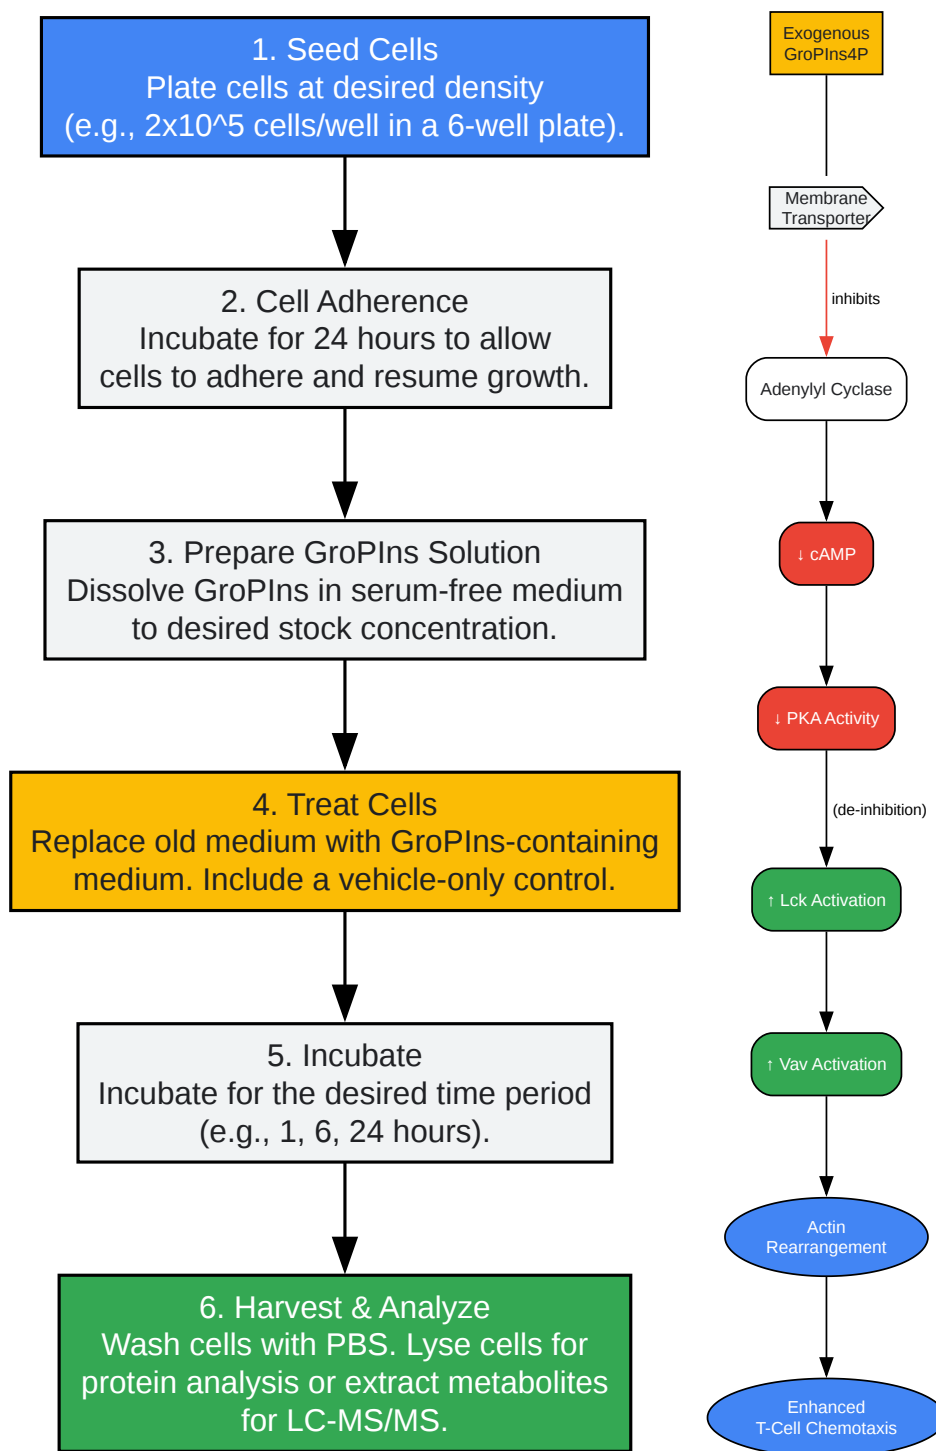 1. Seed Cells
Plate cells at desired density
(e.g., 2x10^5 cells/well in a 6-well plate).
2. Cell Adherence
Incubate for 24 hours to allow
cells to adhere and resume growth.
3. Prepare GroPIns Solution
Dissolve GroPIns in serum-free medium
to desired stock concentration.
4. Treat Cells
Replace old medium with GroPIns-containing
medium. Include a vehicle-only control.
5. Incubate
Incubate for the desired time period
(e.g., 1, 6, 24 hours).
6. Harvest & Analyze
Wash cells with PBS. Lyse cells for
protein analysis or extract metabolites
for LC-MS/MS.
Exogenous
GroPIns4P
Membrane
Transporter
inhibits
Adenylyl Cyclase
↓ cAMP
↓ PKA Activity
(de-inhibition)
↑ Lck Activation
↑ Vav Activation
Actin
Rearrangement
Enhanced
T-Cell Chemotaxis